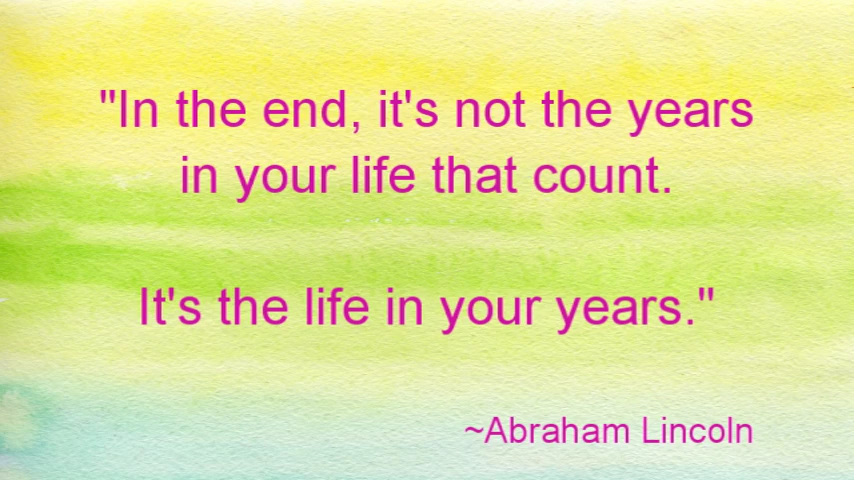 "In the end, it's not the years
in your life that count.
It's the life in your years."
~Abraham Lincoln